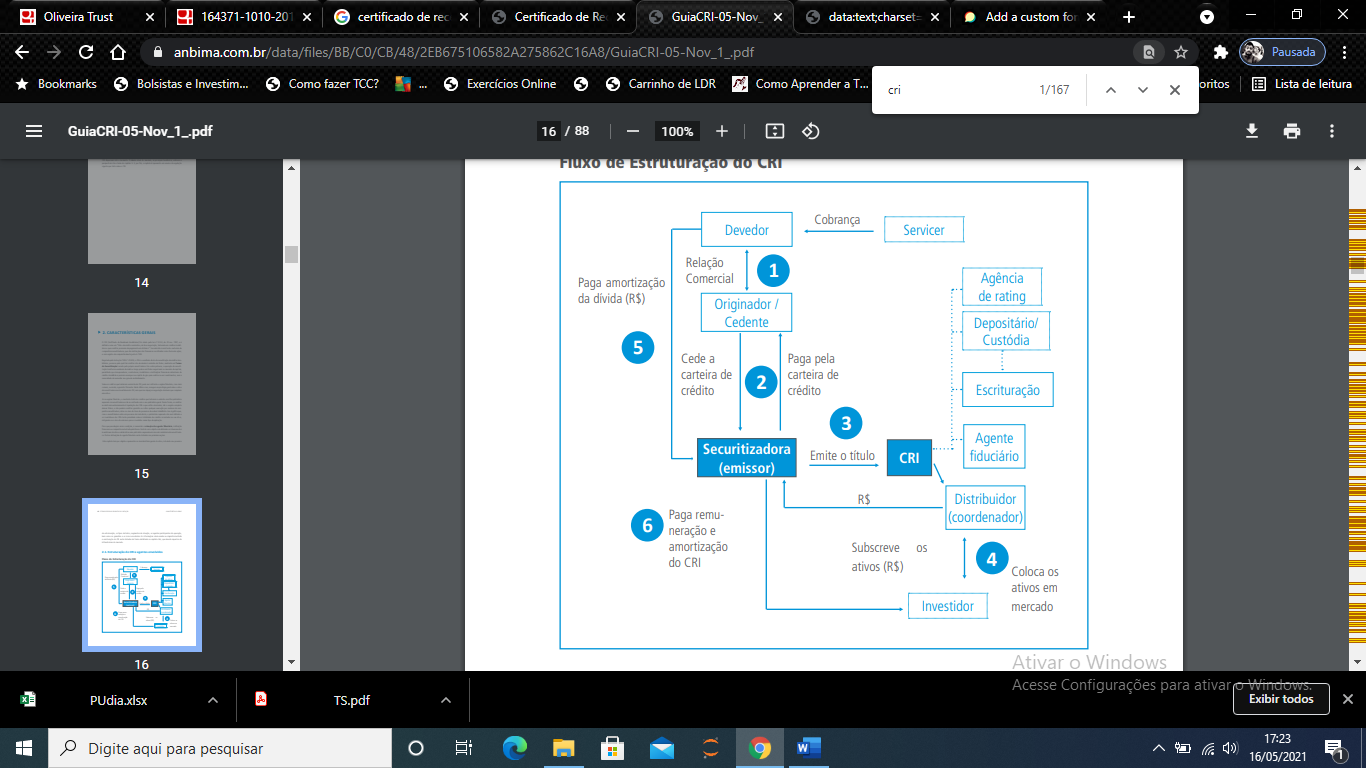 Oliveira Trust
164371-1010-201
certificado de rec
Certificado de Re
GuiaCRI-05-Nov_
data:text;charset=
Add a custom for
anbima.com.br/data/files/BB/C0/CB/48/2EB675106582A275862C16A8/GuiaCRI-05-Nov_1_.pdf
Pausada
Bookmarks
Bolsistas e Investim...
Como fazer TCC?
...
Exercícios Online
Carrinho de LDR
Como Aprender a T...
oritos
Lista de leitura
cri
1/167
GuiaCRI-05-Nov_1_.pdf
16 / 88
100%
14
15
16
Fluxo de Estruturação do CRI
Devedor
Cobrança
Servicer
Relação
Comercial
1
Paga amortização
da dívida (R$)
Originador /
Cedente
Agência
de rating
Depositário/
Custódia
5
Cede a
carteira de
crédito
2
Paga pela
carteira de
crédito
Escrituração
3
Securitizadora
(emissor)
Emite o título
CRI
Agente
fiduciário
R$
Distribuidor
(coordenador)
6
Paga remu-
neração e
amortização
do CRI
Subscreve os
ativos (R$)
4
Coloca os
ativos em
mercado
Investidor
Ativar o Windows
Acesse Configurações para ativar o Windows.
PUdia.xlsx
TS.pdf
Exibir todos
Digite aqui para pesquisar
17:23
16/05/2021
1